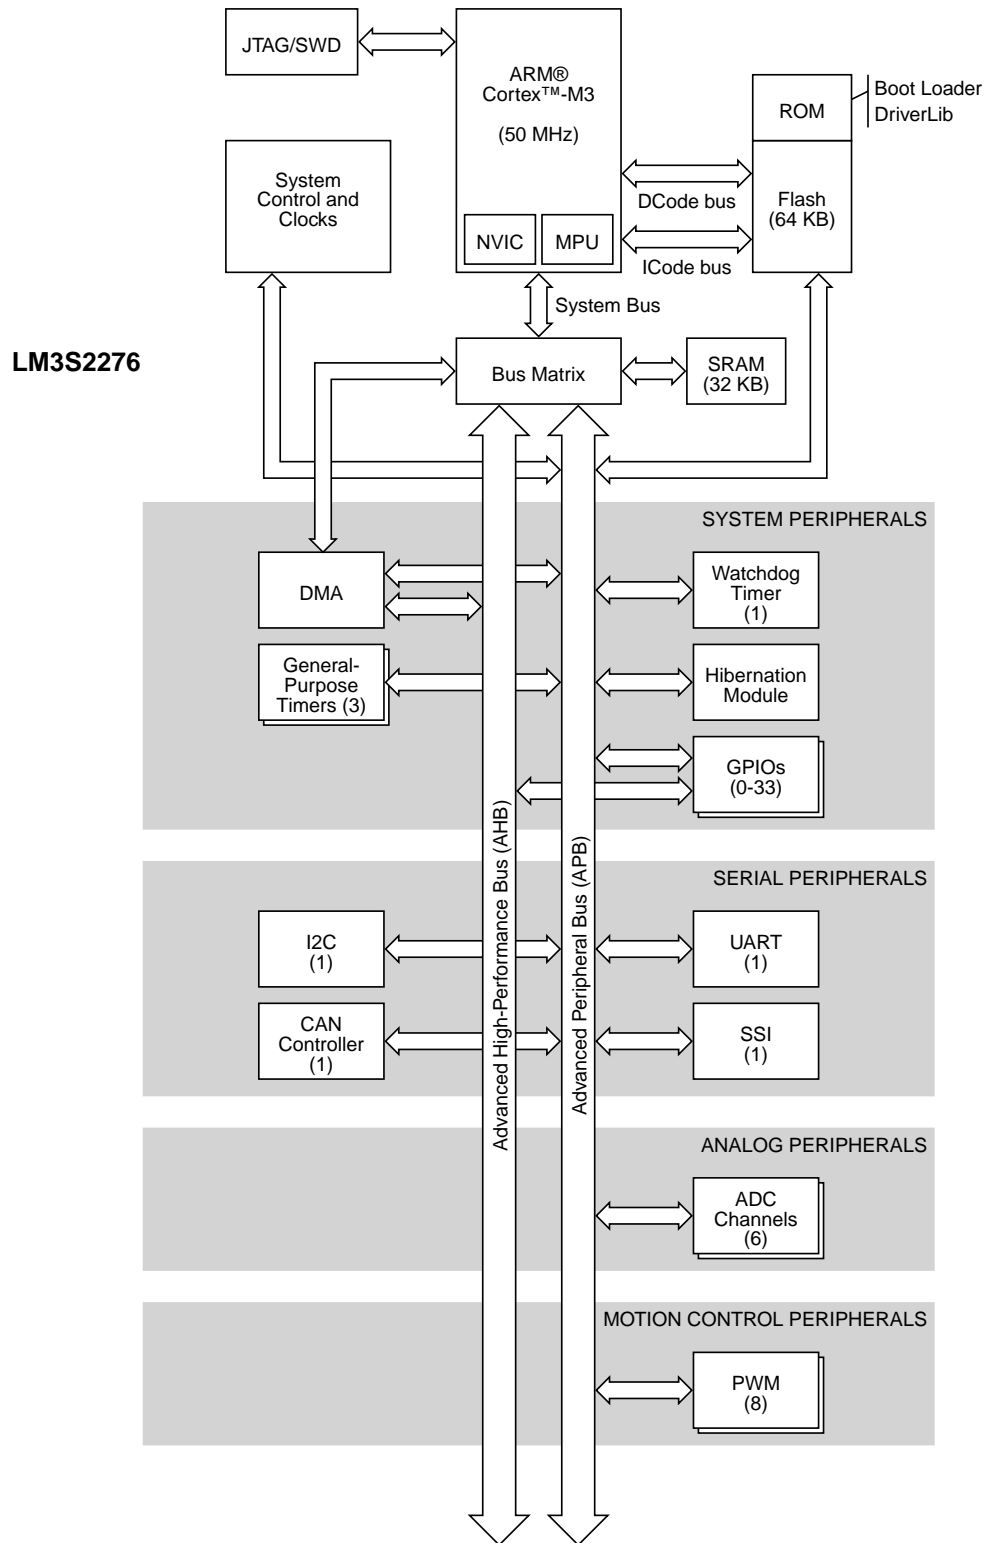 JTAG/SWD
ARM®
Cortex™-M3
(50 MHz)
NVIC
MPU
ROM
Boot Loader
DriverLib
Flash
(64 KB)
DCode bus
ICode bus
System
Control and
Clocks
System Bus
LM3S2276
Bus Matrix
SRAM
(32 KB)
SYSTEM PERIPHERALS
DMA
Watchdog
Timer
(1)
General-
Purpose
Timers (3)
Hibernation
Module
GPIOs
(0-33)
Advanced High-Performance Bus (AHB)
Advanced Peripheral Bus (APB)
SERIAL PERIPHERALS
I2C
(1)
UART
(1)
CAN
Controller
(1)
SSI
(1)
ANALOG PERIPHERALS
ADC
Channels
(6)
MOTION CONTROL PERIPHERALS
PWM
(8)